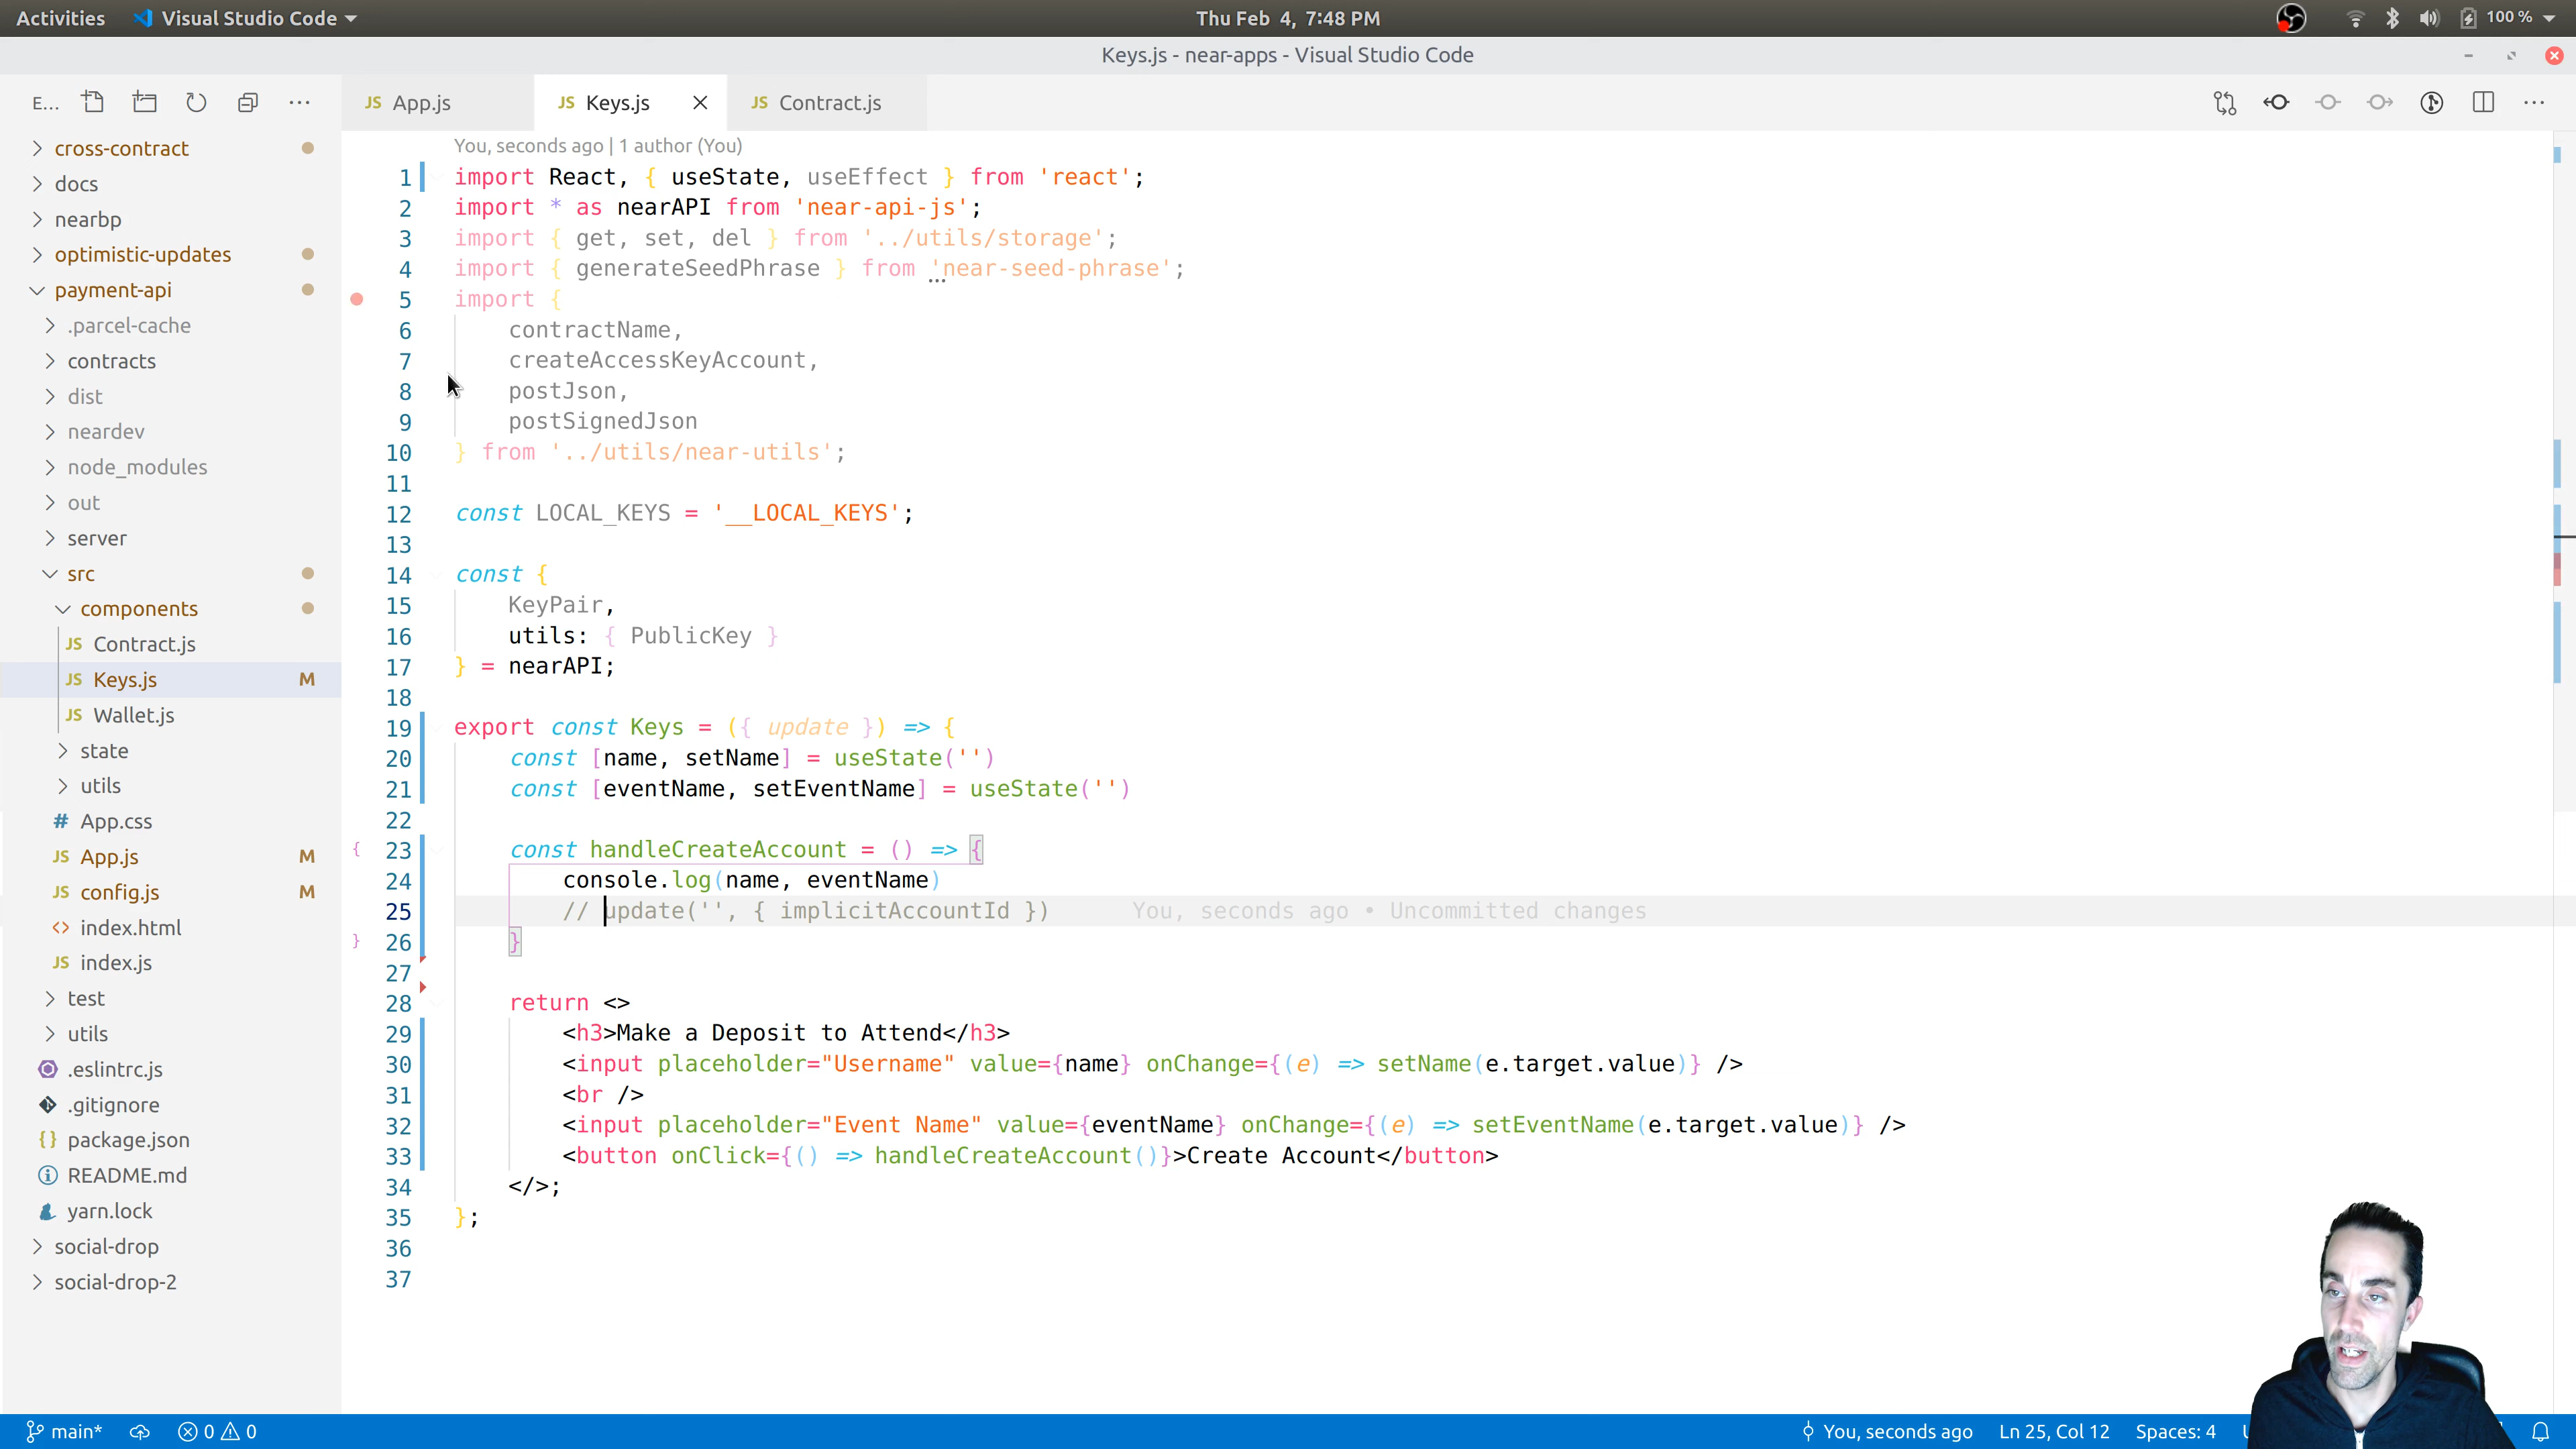 Activities
Visual Studio Code
Thu Feb 4, 7:48 PM
100 %
Keys.js - near-apps - Visual Studio Code
E...
JS App.js
JS Keys.js
JS Contract.js
cross-contract
docs
nearbp
optimistic-updates
payment-api
.parcel-cache
contracts
dist
neardev
node_modules
out
server
src
components
JS Contract.js
JS Keys.js M
JS Wallet.js
state
utils
# App.css
JS App.js M
JS config.js M
<> index.html
JS index.js
test
utils
.eslintrc.js
.gitignore
{} package.json
README.md
yarn.lock
social-drop
social-drop-2
You, seconds ago | 1 author (You)
1 import React, { useState, useEffect } from 'react';
2 import * as nearAPI from 'near-api-js';
3 import { get, set, del } from '../utils/storage';
4 import { generateSeedPhrase } from 'near-seed-phrase';
5 import {
6 contractName,
7 createAccessKeyAccount,
8 postJson,
9 postSignedJson
10 } from '../utils/near-utils';
11
12 const LOCAL_KEYS = '__LOCAL_KEYS';
13
14 const {
15 KeyPair,
16 utils: { PublicKey }
17 } = nearAPI;
18
19 export const Keys = ({ update }) => {
20 const [name, setName] = useState('')
21 const [eventName, setEventName] = useState('')
22
{ 23 const handleCreateAccount = () => {
24 console.log(name, eventName)
25 // update('', { implicitAccountId }) You, seconds ago • Uncommitted changes
} 26 }
27
28 return <>
29 <h3>Make a Deposit to Attend</h3>
30 <input placeholder="Username" value={name} onChange={(e) => setName(e.target.value)} />
31 <br />
32 <input placeholder="Event Name" value={eventName} onChange={(e) => setEventName(e.target.value)} />
33 <button onClick={() => handleCreateAccount()}>Create Account</button>
34 </>;
35 };
36
37
main*
0
0
You, seconds ago
Ln 25, Col 12
Spaces: 4